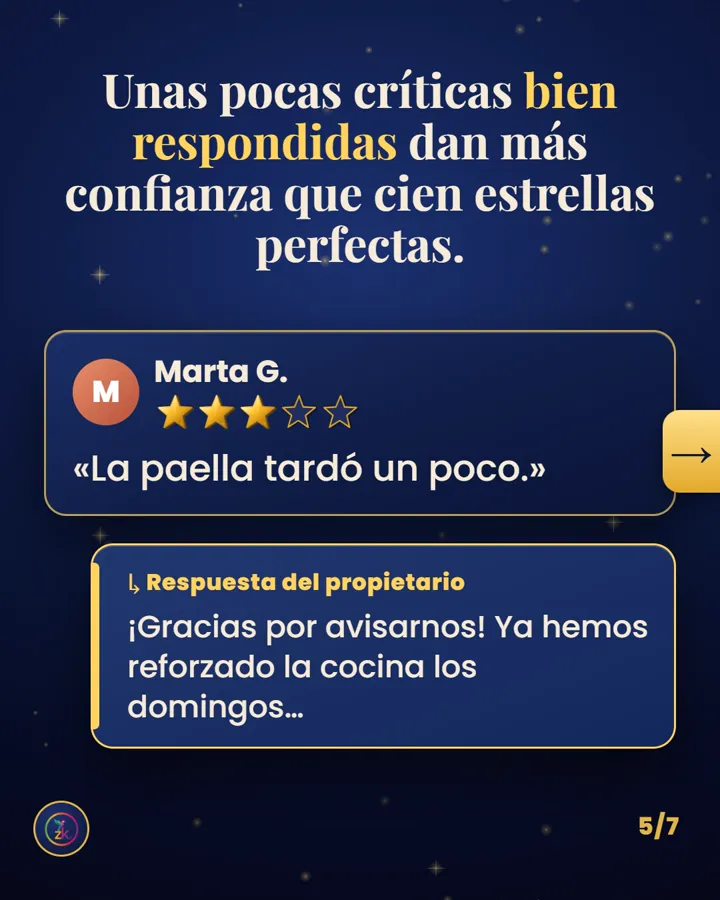 Unas pocas críticas bien
respondidas dan más
confianza que cien estrellas
perfectas.
M
Marta G.
«La paella tardó un poco.»
→
↳ Respuesta del propietario
¡Gracias por avisarnos! Ya hemos
reforzado la cocina los
domingos…
zk
5/7